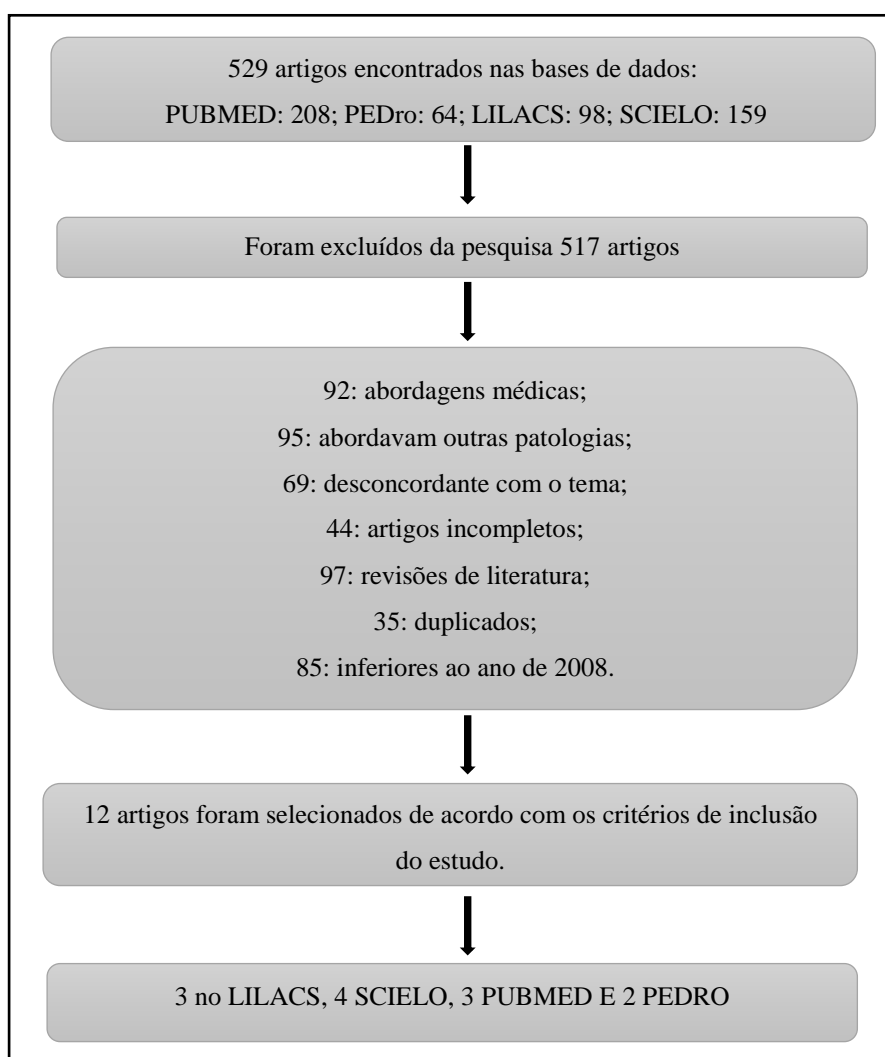 529 artigos encontrados nas bases de dados:
PUBMED: 208; PEDro: 64; LILACS: 98; SCIELO: 159
Foram excluídos da pesquisa 517 artigos
92: abordagens médicas;
95: abordavam outras patologias;
69: desconcordante com o tema;
44: artigos incompletos;
97: revisões de literatura;
35: duplicados;
85: inferiores ao ano de 2008.
12 artigos foram selecionados de acordo com os critérios de inclusão
do estudo.
3 no LILACS, 4 SCIELO, 3 PUBMED E 2 PEDRO